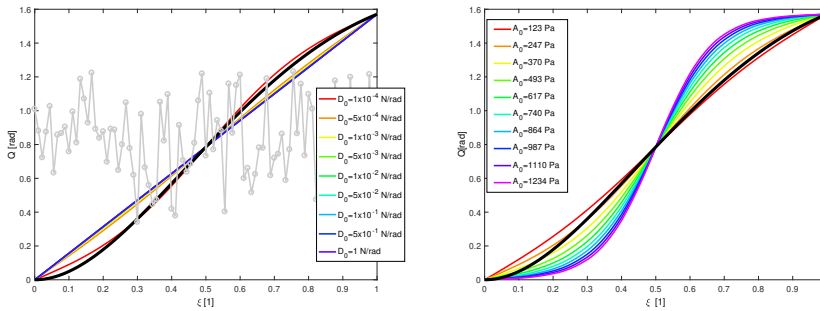 1.6
1.4
1.2
1
0.8
0.6
0.4
0.2
0
Q [rad]
0 0.1 0.2 0.3 0.4 0.5 0.6 0.7 0.8 0.9 1
ξ [1]
D₀=1x10⁻⁴ N/rad
D₀=5x10⁻⁴ N/rad
D₀=1x10⁻³ N/rad
D₀=5x10⁻³ N/rad
D₀=1x10⁻² N/rad
D₀=5x10⁻² N/rad
D₀=1x10⁻¹ N/rad
D₀=5x10⁻¹ N/rad
D₀=1 N/rad
1.6
1.4
1.2
1
0.8
0.6
0.4
0.2
0
Q[rad]
0 0.1 0.2 0.3 0.4 0.5 0.6 0.7 0.8 0.9
ξ [1]
A₀=123 Pa
A₀=247 Pa
A₀=370 Pa
A₀=493 Pa
A₀=617 Pa
A₀=740 Pa
A₀=864 Pa
A₀=987 Pa
A₀=1110 Pa
A₀=1234 Pa